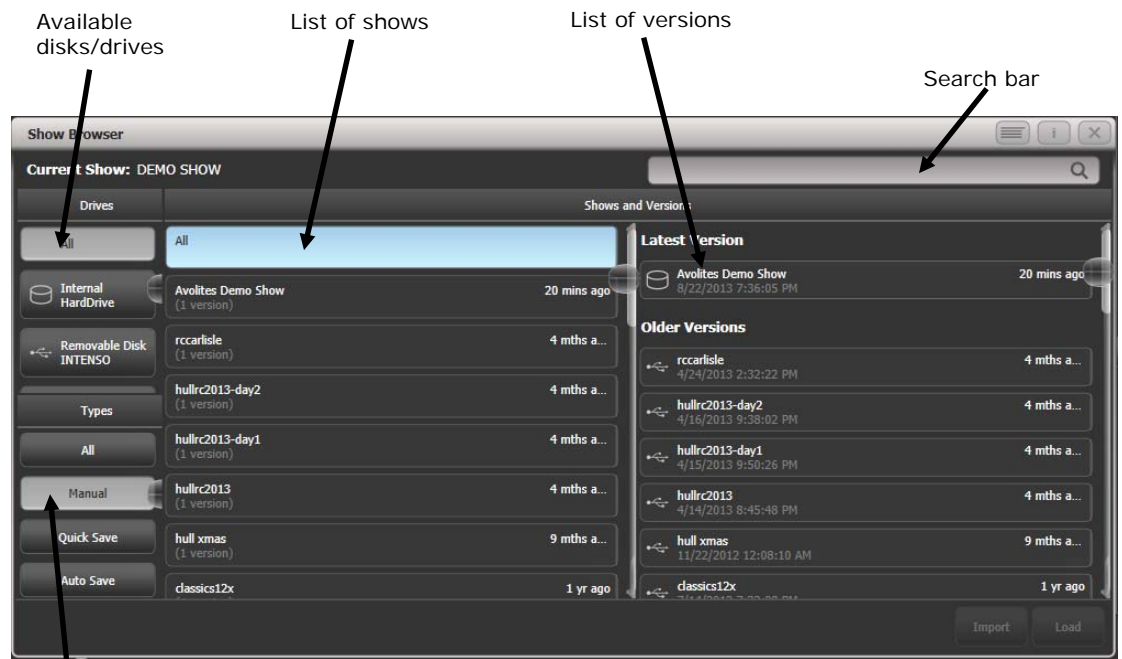 Available
disks/drives
List of shows
List of versions
Search bar
Show Browser
i
X
Current Show: DEMO SHOW
Drives
Shows and Versions
All
Internal
HardDrive
Removable Disk
INTENSO
Types
All
Manual
Quick Save
Auto Save
All
Avolites Demo Show 20 mins ago
(1 version)
rccarlisle 4 mths a...
(1 version)
hullrc2013-day2 4 mths a...
(1 version)
hullrc2013-day1 4 mths a...
(1 version)
hullrc2013 4 mths a...
(1 version)
hull xmas 9 mths a...
(1 version)
classics12x 1 yr ago
Latest Version
Avolites Demo Show 20 mins ago
8/22/2013 7:36:05 PM
Older Versions
rccarlisle 4 mths a...
4/24/2013 2:32:22 PM
hullrc2013-day2 4 mths a...
4/16/2013 9:38:02 PM
hullrc2013-day1 4 mths a...
4/15/2013 9:50:26 PM
hullrc2013 4 mths a...
4/14/2013 8:45:48 PM
hull xmas 9 mths a...
11/22/2012 12:08:10 AM
classics12x 1 yr ago
Import Load